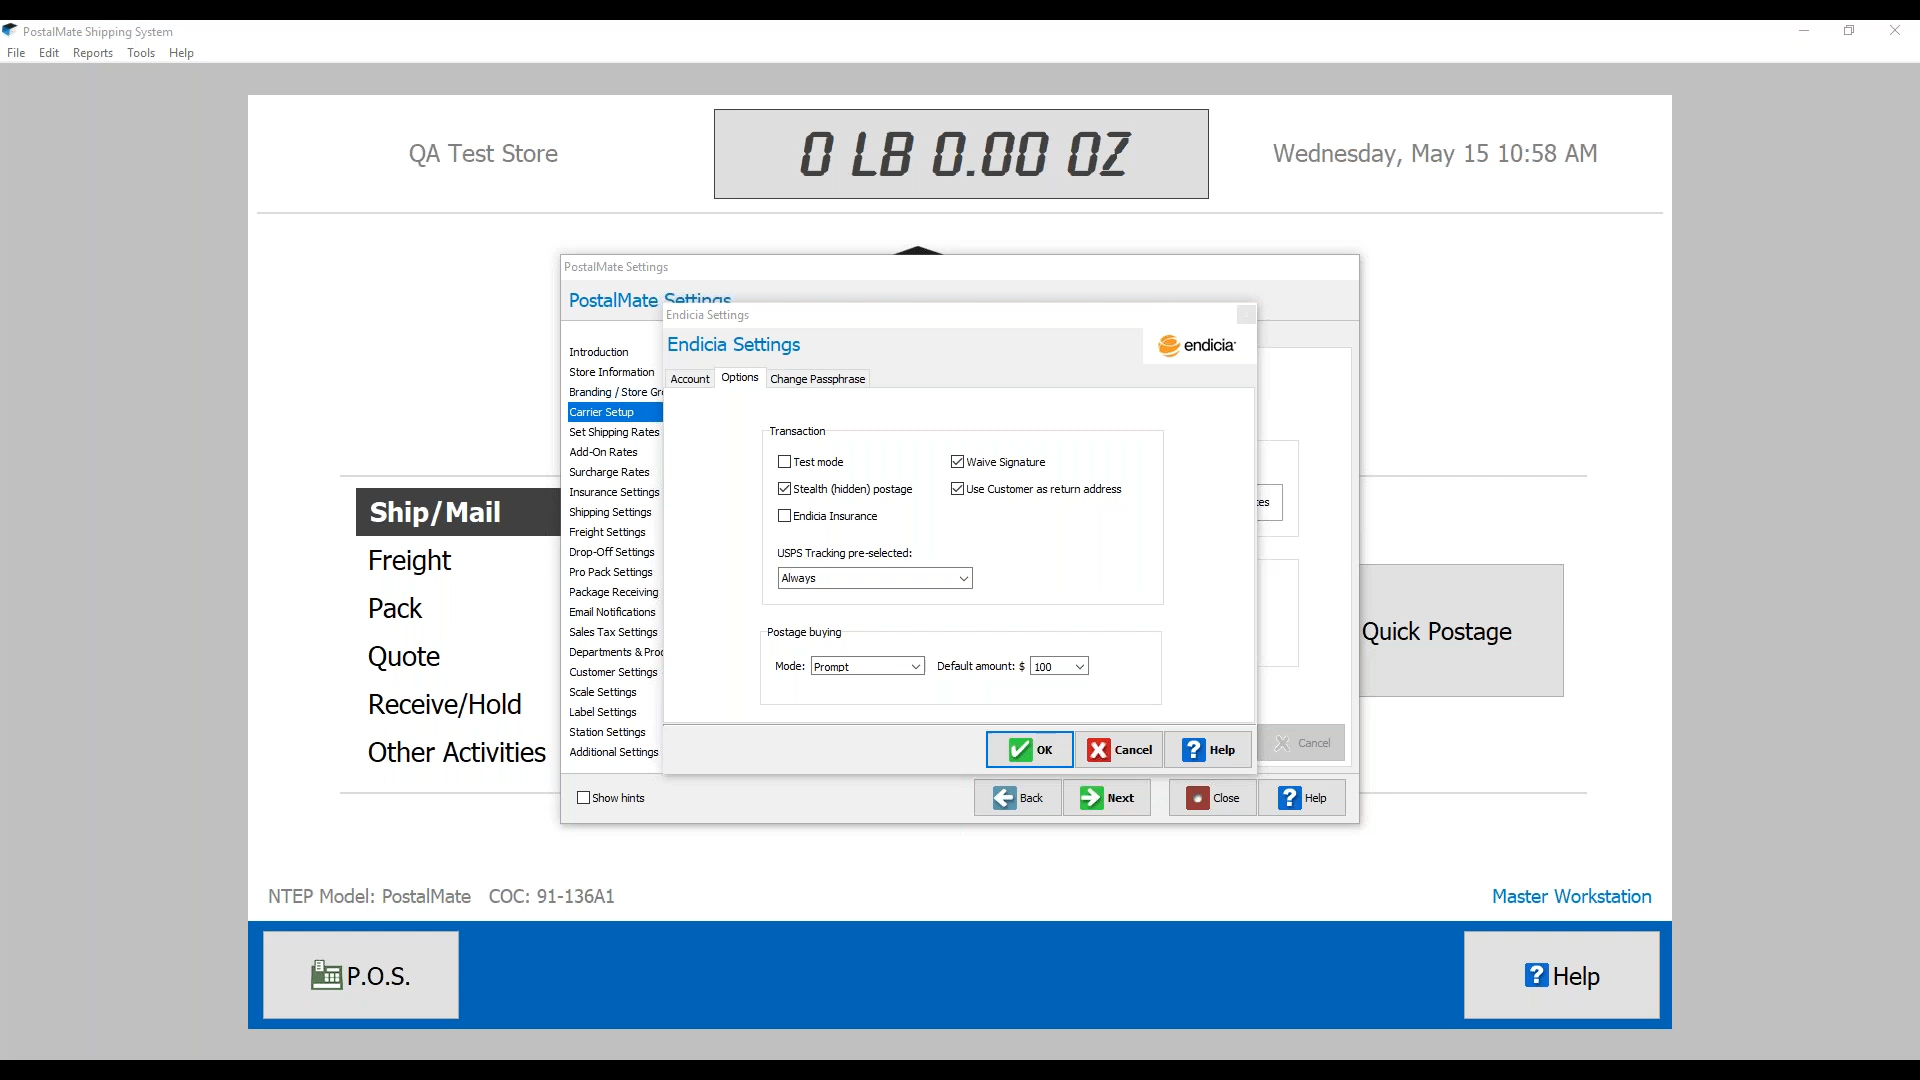 PostalMate Shipping System
File Edit Reports Tools Help
QA Test Store
0 LB 0.00 OZ
Wednesday, May 15 10:58 AM
PostalMate Settings
PostalMate Settings
Endicia Settings
Endicia Settings
endicia
Account Options Change Passphrase
Introduction
Store Information
Branding / Store Gr
Carrier Setup
Set Shipping Rates
Add-On Rates
Surcharge Rates
Insurance Settings
Shipping Settings
Freight Settings
Drop-Off Settings
Pro Pack Settings
Package Receiving
Email Notifications
Sales Tax Settings
Departments & Pro
Customer Settings
Scale Settings
Label Settings
Station Settings
Additional Settings
Transaction
Test mode Waive Signature
Stealth (hidden) postage Use Customer as return address
Endicia Insurance
USPS Tracking pre-selected:
Always
Postage buying
Mode: Prompt Default amount: $ 100
OK Cancel Help
es
Cancel
Show hints
Back Next Close Help
Ship/Mail
Freight
Pack
Quote
Receive/Hold
Other Activities
Quick Postage
NTEP Model: PostalMate COC: 91-136A1
Master Workstation
P.O.S.
Help